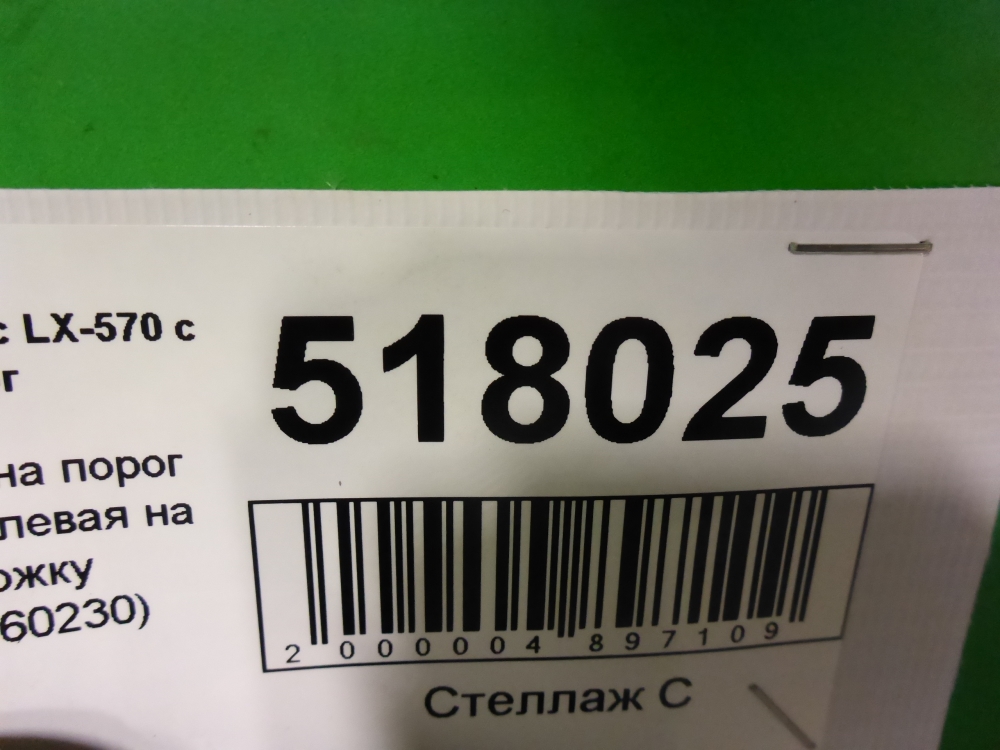 с LX-570 с
г
518025
на порог
левая на
ожку
60230)
2 000004 897109
Стеллаж С